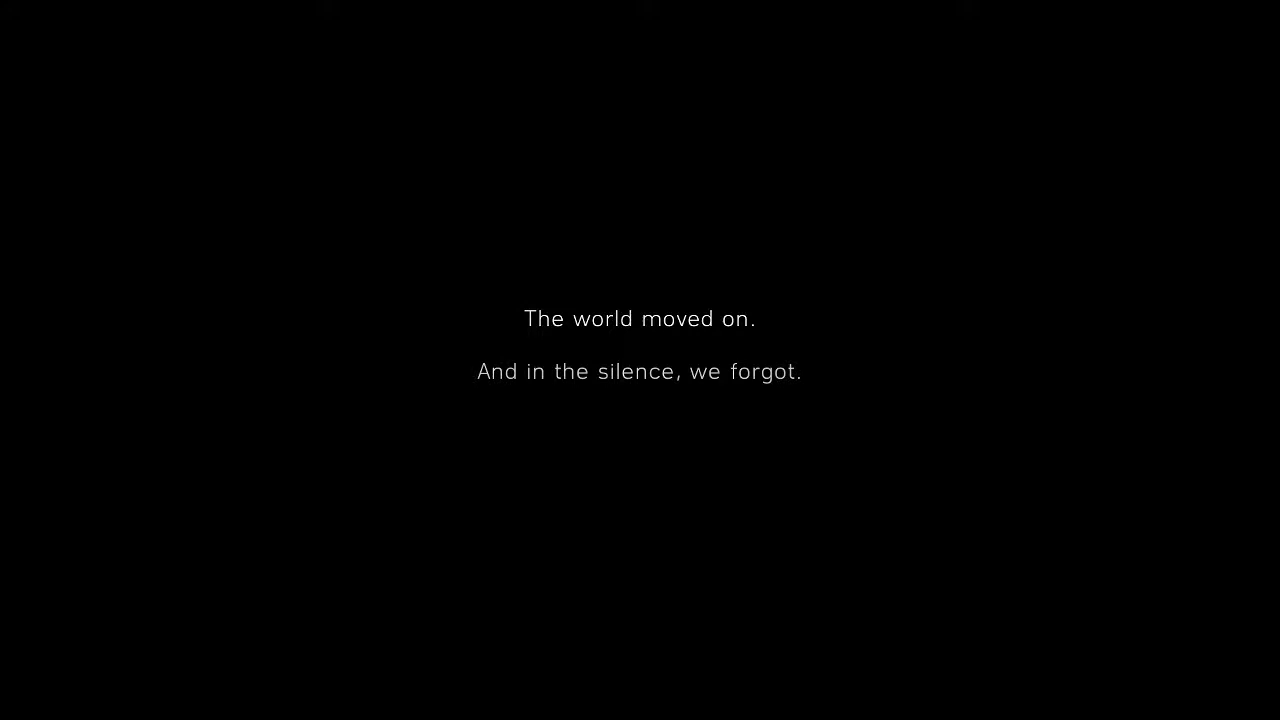 The world moved on.
And in the silence, we forgot.